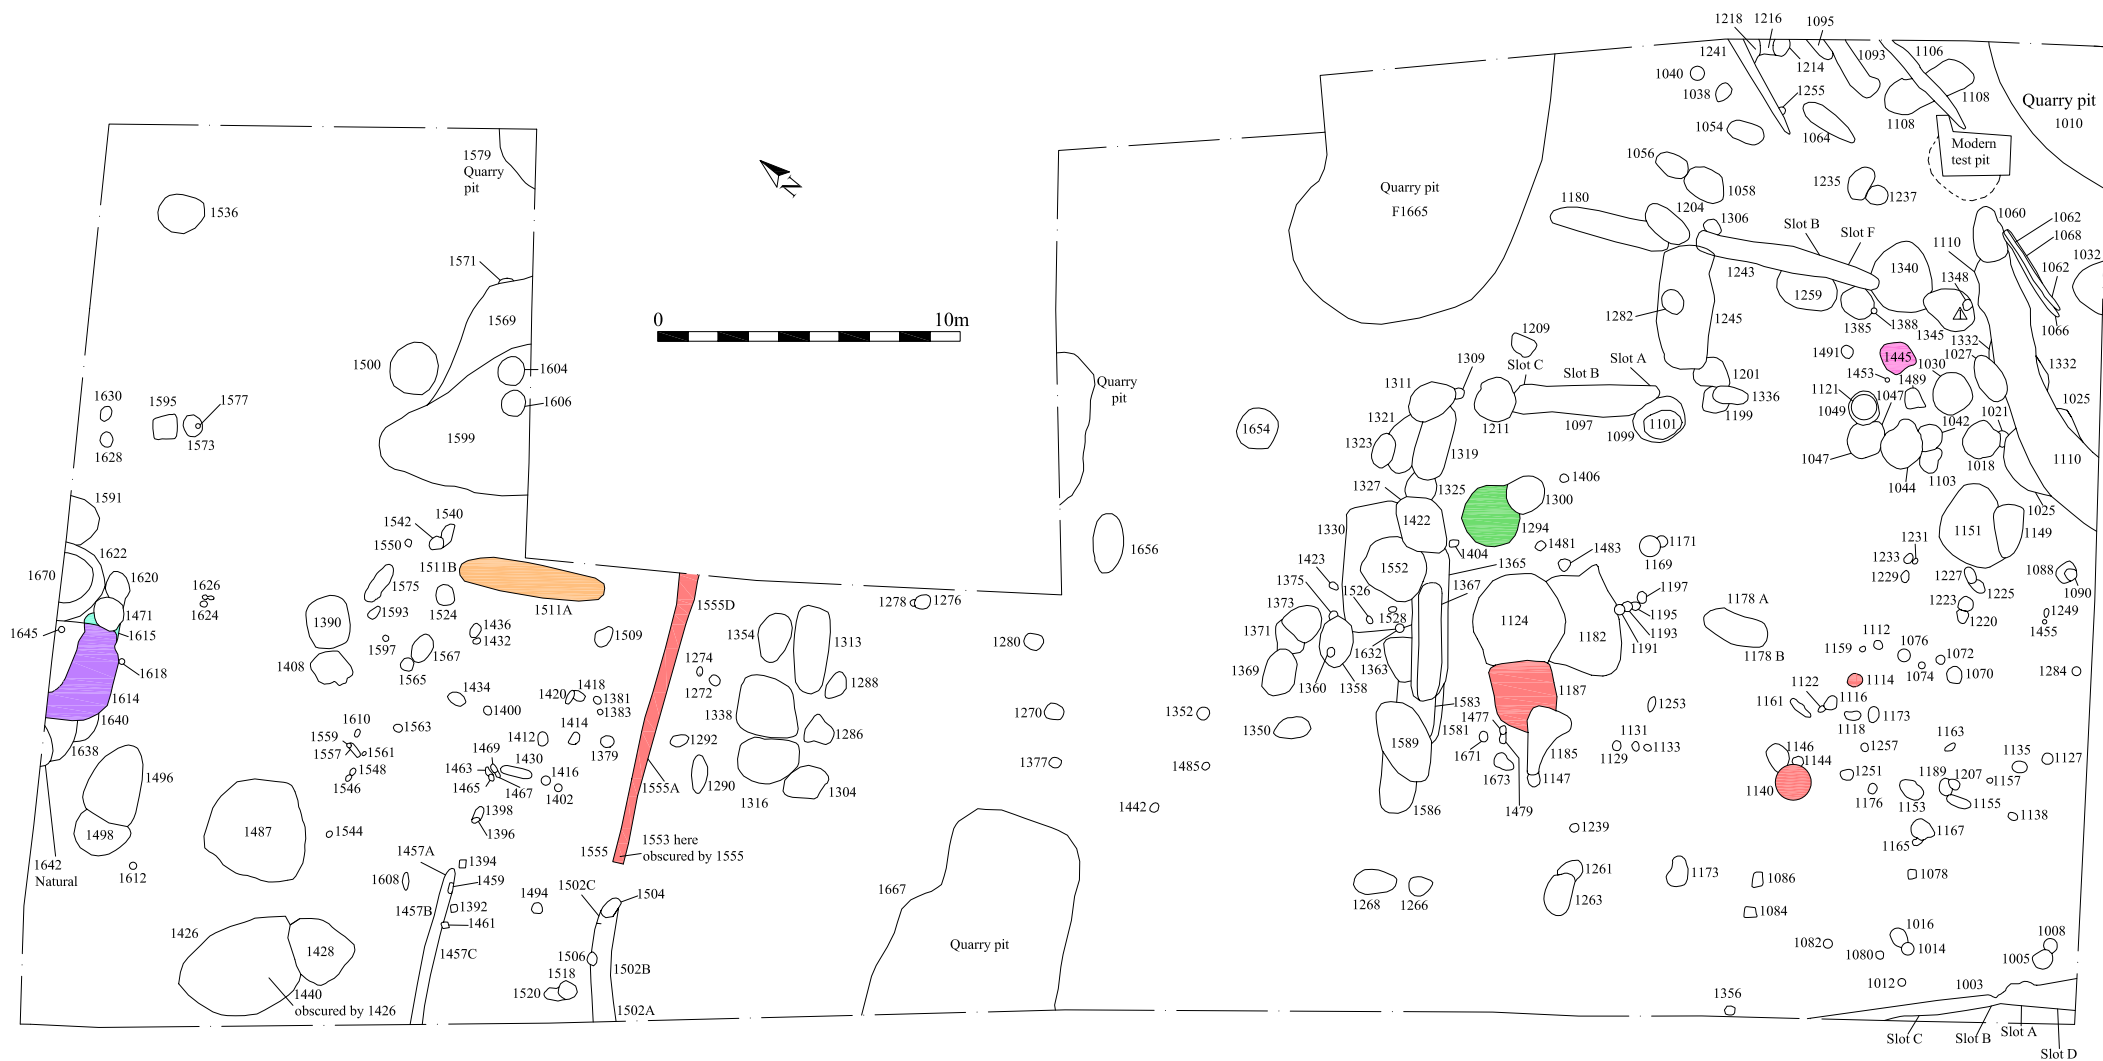 1218 1216 1095
1241 1214 1093 1106
1040
1038 1255 1108
1054 1064 1108
Quarry pit
1010
Modern
test pit
1579
Quarry
pit
N
1536
Quarry pit
F1665
1056 1058
1235 1237
1180 1204 1306
Slot B
Slot F
1060 1062
1068
1110
1032
1571
1243 1340 1348 1062
1259
1569
0 10m
1282 1245 1385 1388 1345 1066
1332
1500 1604
1606
1209
1309
Slot C
Slot B
Slot A
1491 1445 1027
1453 1489 1030 1332
1630 1595 1577
1573
1628
1599
Quarry
pit
1311 1201
1336
1199
1121
1049 1047
1021 1025
1321
1323 1319
1211 1097 1099 1101
1654
1042
1047 1018 1110
1044 1103
1591
1540
1542
1550
1327 1325 1406
1300
1330 1422 1294
1025
1151 1149
1622
1670 1620
1626
1624
1511B
1575
1511A
1656
1423 1404 1481 1483 1171
1169
1231
1233
1229
1227
1225
1088
1090
1375 1552 1365
1367
1526
1528
1471
1645 1615
1593 1524
1390
1555D
1278 1276
1373
1371 1124 1182
1197
1195
1193
1191
1178 A
1178 B
1223
1220
1249
1455
1436
1432
1509
1354 1313
1280
1632
1363
1618 1408
1597 1567
1565
1274
1272
1369 1360 1358
1159 1112 1076
1074 1072
1070 1284
1614
1434 1420 1418
1381
1383
1400
1288
1338
1187
1114
1640 1610 1563
1414
1412 1379
1286
1270 1352
1350
1583
1477
1581
1253
1161 1122 1116
1118 1173
1638
1559
1557 1561
1548
1546
1469
1463
1465 1430
1467
1416
1402
1292
1290
1555A
1316 1304
1377 1485
1589
1671
1673 1185
1147
1131
1129 1133
1146
1144
1257 1163
1135 1127
1496
1498
1487
1544
1398
1396
1442
1586 1479
1140
1251
1176
1189 1207
1153 1155
1157
1138
1642
Natural
1612
1555
1553 here
obscured by 1555
1239
1165 1167
1457A 1394
1608 1459
1392
1457B 1461
1457C
1494
1502C 1504
1667
1268 1266
1261
1263
1173 1086
1084
1078
1426 1428
1440
obscured by 1426
1506
1518
1520
1502B
1502A
Quarry pit
1082
1080
1016
1014
1012
1008
1005
1003
1356
Slot C
Slot B
Slot A
Slot D